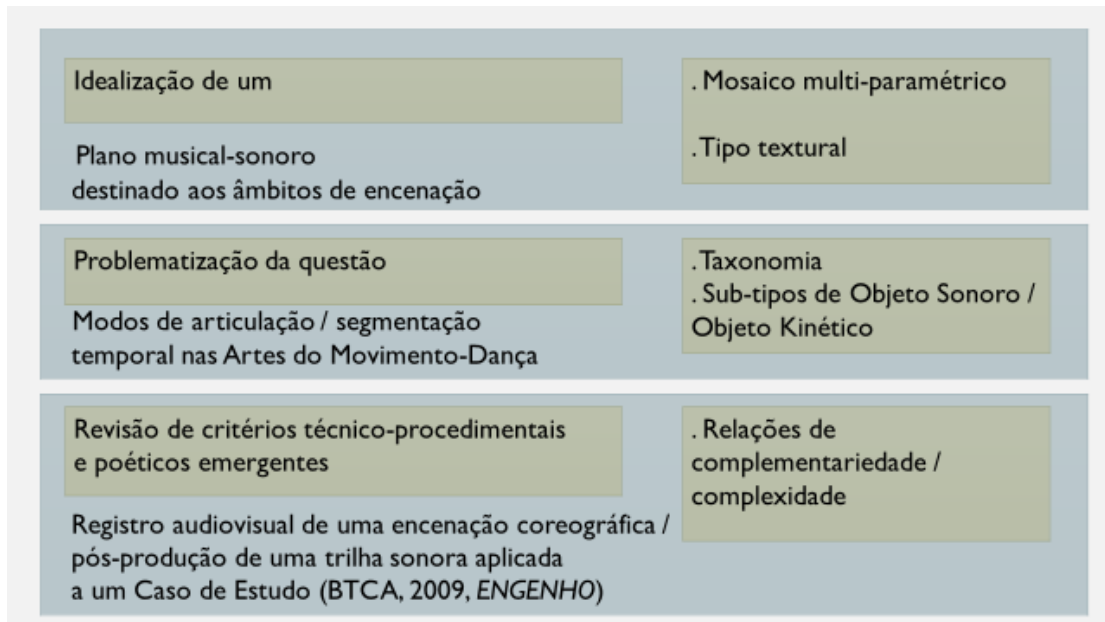 Idealização de um
Plano musical-sonoro
destinado aos âmbitos de encenação
. Mosaico multi-paramétrico
.Tipo textural
Problematização da questão
Modos de articulação / segmentação
temporal nas Artes do Movimento-Dança
.Taxonomia
. Sub-tipos de Objeto Sonoro /
Objeto Kinético
Revisão de critérios técnico-procedimentais
e poéticos emergentes
Registro audiovisual de uma encenação coreográfica /
pós-produção de uma trilha sonora aplicada
a um Caso de Estudo (BTCA, 2009, ENGENHO)
. Relações de
complementariedade /
complexidade